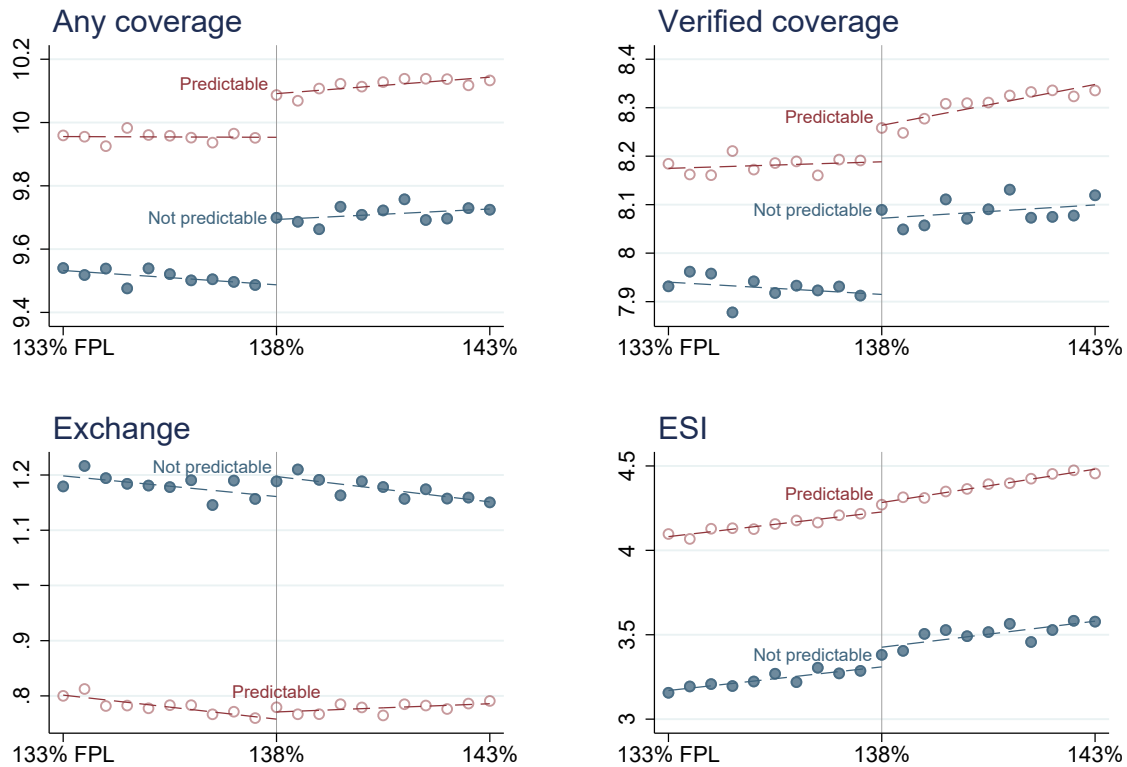 Any coverage
10.2
10
9.8
9.6
9.4
Predictable
Not predictable
133% FPL
138%
143%
Verified coverage
8.4
8.3
8.2
8.1
8
7.9
Predictable
Not predictable
133% FPL
138%
143%
Exchange
1.2
1.1
1
.9
.8
Not predictable
Predictable
133% FPL
138%
143%
ESI
4.5
4
3.5
3
Predictable
Not predictable
133% FPL
138%
143%